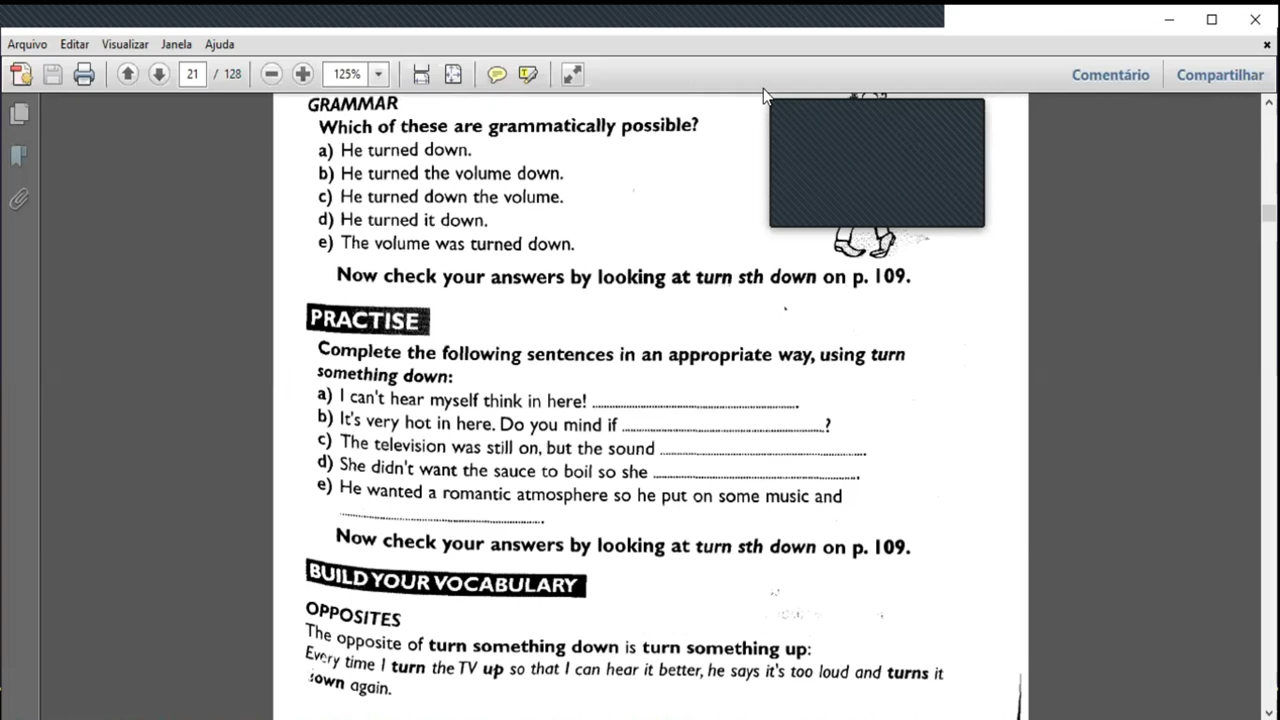 Arquivo Editar Visualizar Janela Ajuda
21 / 128 125% Comentário Compartilhar
GRAMMAR
Which of these are grammatically possible?
a) He turned down.
b) He turned the volume down.
c) He turned down the volume.
d) He turned it down.
e) The volume was turned down.
Now check your answers by looking at turn sth down on p. 109.
PRACTISE
Complete the following sentences in an appropriate way, using turn
something down:
a) I can't hear myself think in here! ..........
b) It's very hot in here. Do you mind if ..........?
c) The television was still on, but the sound ..........
d) She didn't want the sauce to boil so she ..........
e) He wanted a romantic atmosphere so he put on some music and
..........
Now check your answers by looking at turn sth down on p. 109.
BUILD YOUR VOCABULARY
OPPOSITES
The opposite of turn something down is turn something up:
Every time I turn the TV up so that I can hear it better, he says it's too loud and turns it
own again.